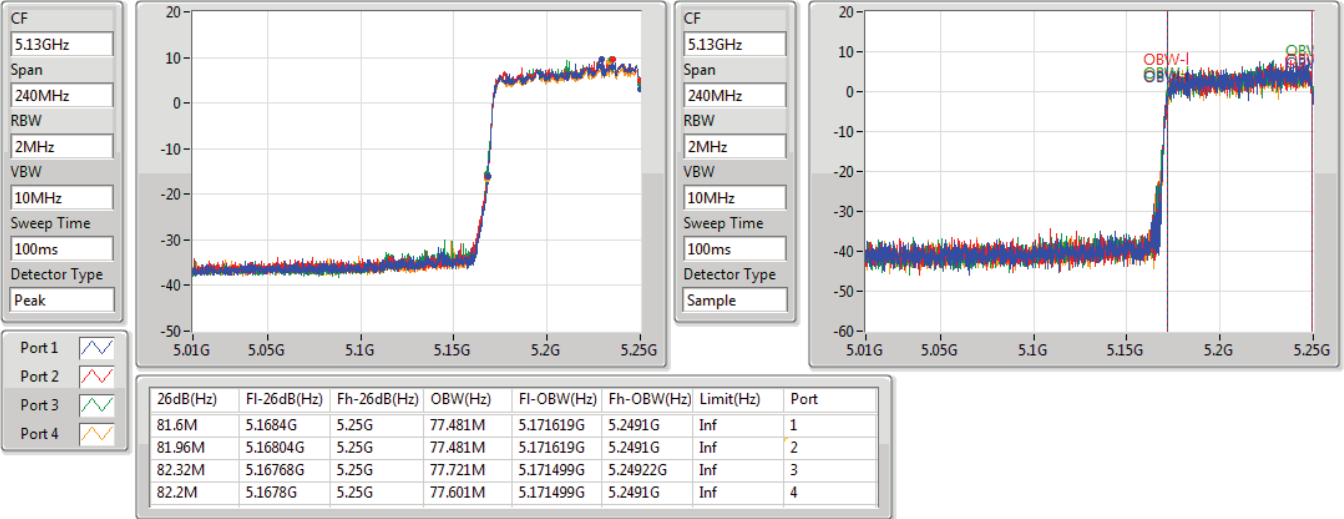 CF
5.13GHz
Span
240MHz
RBW
2MHz
VBW
10MHz
Sweep Time
100ms
Detector Type
Peak
20
10
0
-10
-20
-30
-40
-50
5.01G 5.05G 5.1G 5.15G 5.2G 5.25G
CF
5.13GHz
Span
240MHz
RBW
2MHz
VBW
10MHz
Sweep Time
100ms
Detector Type
Sample
20
10
0
-10
-20
-30
-40
-50
-60
OBW-l
5.01G 5.05G 5.1G 5.15G 5.2G 5.25G
Port 1
Port 2
Port 3
Port 4
26dB(Hz) Fl-26dB(Hz) Fh-26dB(Hz) OBW(Hz) Fl-OBW(Hz) Fh-OBW(Hz) Limit(Hz) Port
81.6M 5.1684G 5.25G 77.481M 5.171619G 5.2491G Inf 1
81.96M 5.16804G 5.25G 77.481M 5.171619G 5.2491G Inf 2
82.32M 5.16768G 5.25G 77.721M 5.171499G 5.24922G Inf 3
82.2M 5.1678G 5.25G 77.601M 5.171499G 5.2491G Inf 4